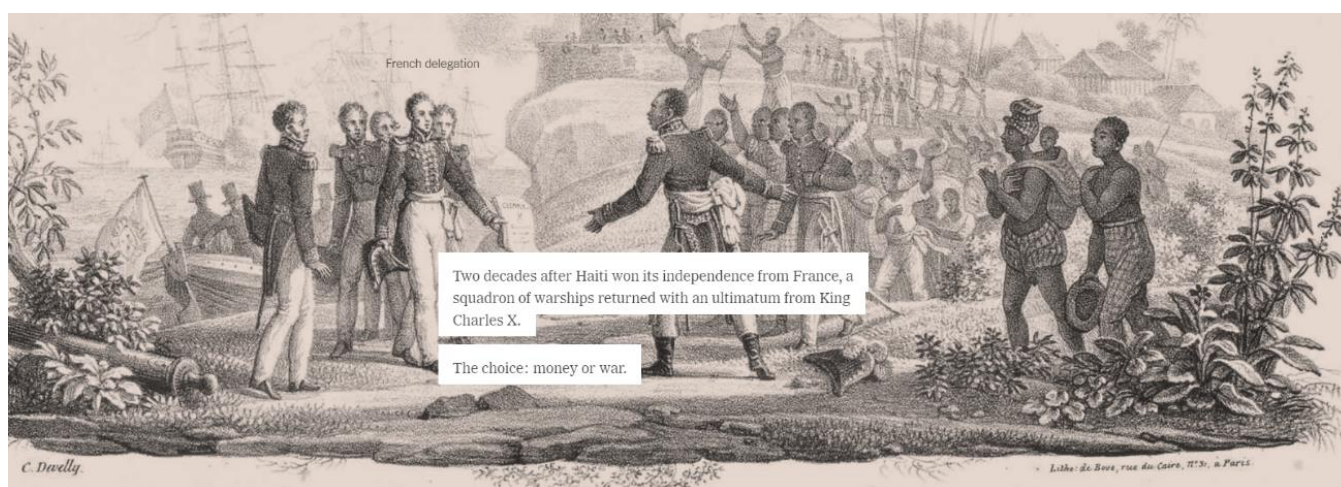 French delegation
Two decades after Haiti won its independence from France, a
squadron of warships returned with an ultimatum from King
Charles X.
The choice: money or war.
C. Develly.
Litho: de Bove, rue du Caire, N° 31, à Paris.